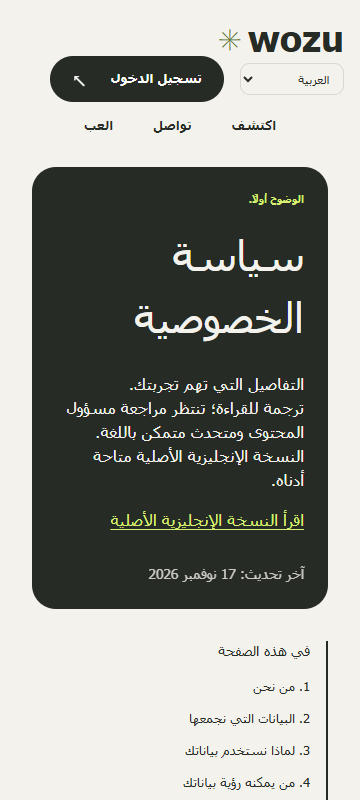 wozu
العربية
تسجيل الدخول
اكتشف
تواصل
العب
الوضوح أولاً.
سياسة
الخصوصية
التفاصيل التي تهم تجربتك.
ترجمة للقراءة؛ تنتظر مراجعة مسؤول
المحتوى ومتحدث متمكن باللغة.
النسخة الإنجليزية الأصلية متاحة
أدناه.
اقرأ النسخة الإنجليزية الأصلية
آخر تحديث: 17 نوفمبر 2026
في هذه الصفحة
1. من نحن
2. البيانات التي نجمعها
3. لماذا نستخدم بياناتك
4. من يمكنه رؤية بياناتك